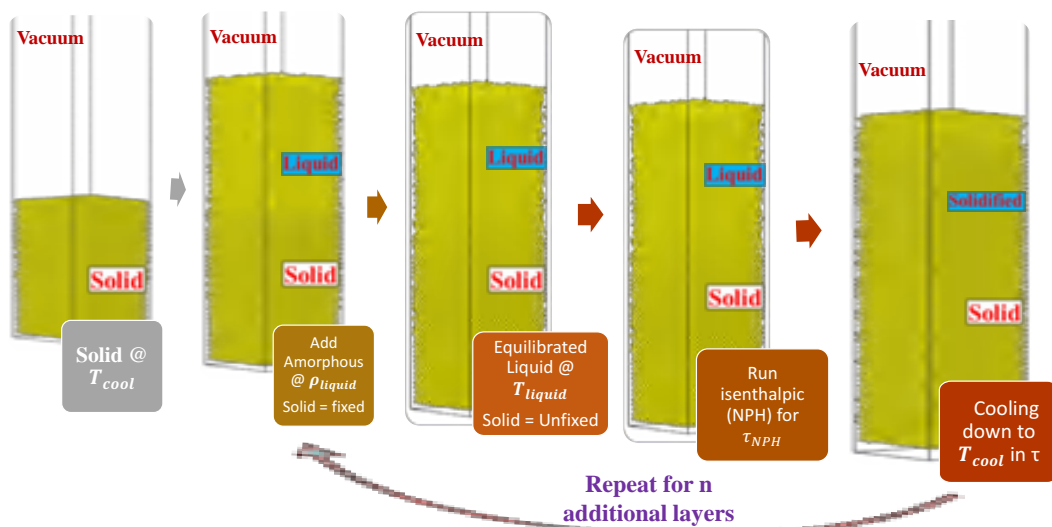 Vacuum
Solid
Solid @
T_cool
Vacuum
Liquid
Solid
Add
Amorphous
@ ρ_liquid
Solid = fixed
Vacuum
Liquid
Solid
Equilibrated
Liquid @
T_liquid
Solid = Unfixed
Vacuum
Liquid
Solid
Run
isenthalpic
(NPH) for
τ_NPH
Vacuum
Solidified
Solid
Cooling
down to
T_cool in τ
Repeat for n
additional layers